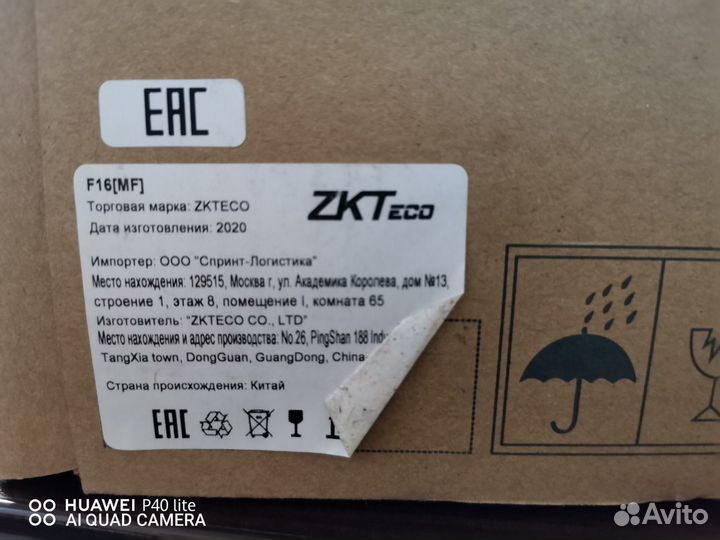 EAC
F16[MF]
Торговая марка: ZKTECO
Дата изготовления: 2020
ZKTECO
Импортер: ООО "Спринт-Логистика"
Место нахождения: 129515, Москва г, ул. Академика Королева, дом №13,
строение 1, этаж 8, помещение I, комната 65
Изготовитель: "ZKTECO CO., LTD"
Место нахождения и адрес производства: No.26, PingShan 188
TangXia town, DongGuan, GuangDong, China
Страна происхождения: Китай
EAC
HUAWEI P40 lite
AI QUAD CAMERA
Avito